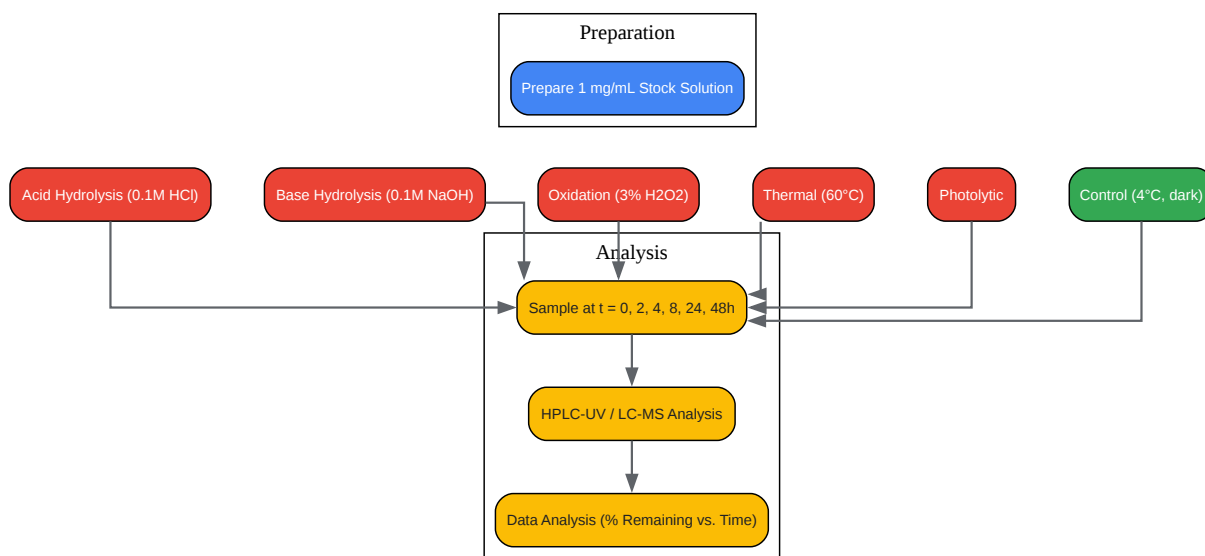 Preparation
Prepare 1 mg/mL Stock Solution
Acid Hydrolysis (0.1M HCl)
Base Hydrolysis (0.1M NaOH)
Oxidation (3% H2O2)
Thermal (60°C)
Photolytic
Control (4°C, dark)
Analysis
Sample at t = 0, 2, 4, 8, 24, 48h
HPLC-UV / LC-MS Analysis
Data Analysis (% Remaining vs. Time)